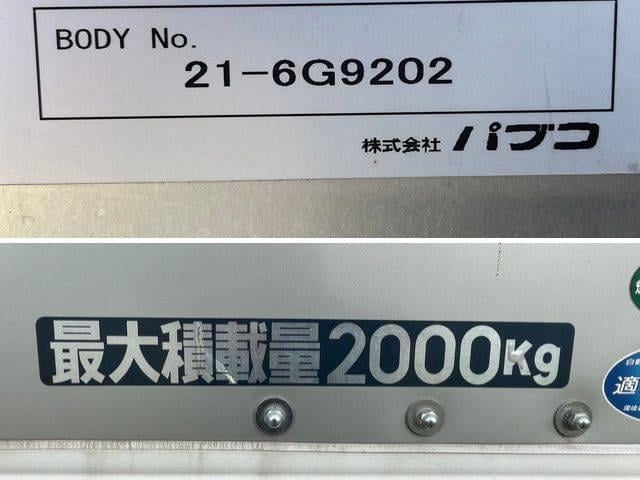 BODY No.
21-6G9202
株式会社 パブコ
最大積載量2000Kg
適